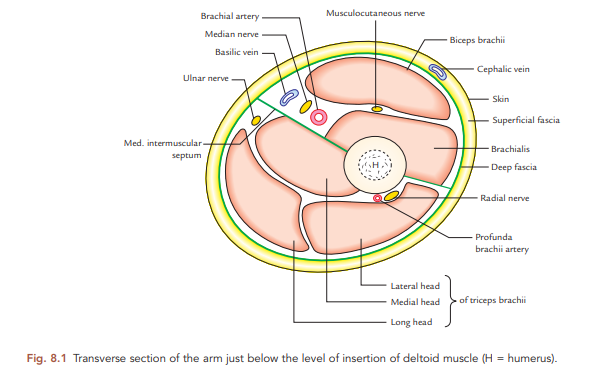 Brachial artery
Musculocutaneous nerve
Median nerve
Basilic vein
Biceps brachii
Ulnar nerve
Cephalic vein
Skin
Superficial fascia
Med. intermuscular
septum
Brachialis
Deep fascia
H
Radial nerve
Profunda
brachii artery
Lateral head
Medial head
of triceps brachii
Long head
Fig. 8.1 Transverse section of the arm just below the level of insertion of deltoid muscle (H = humerus).